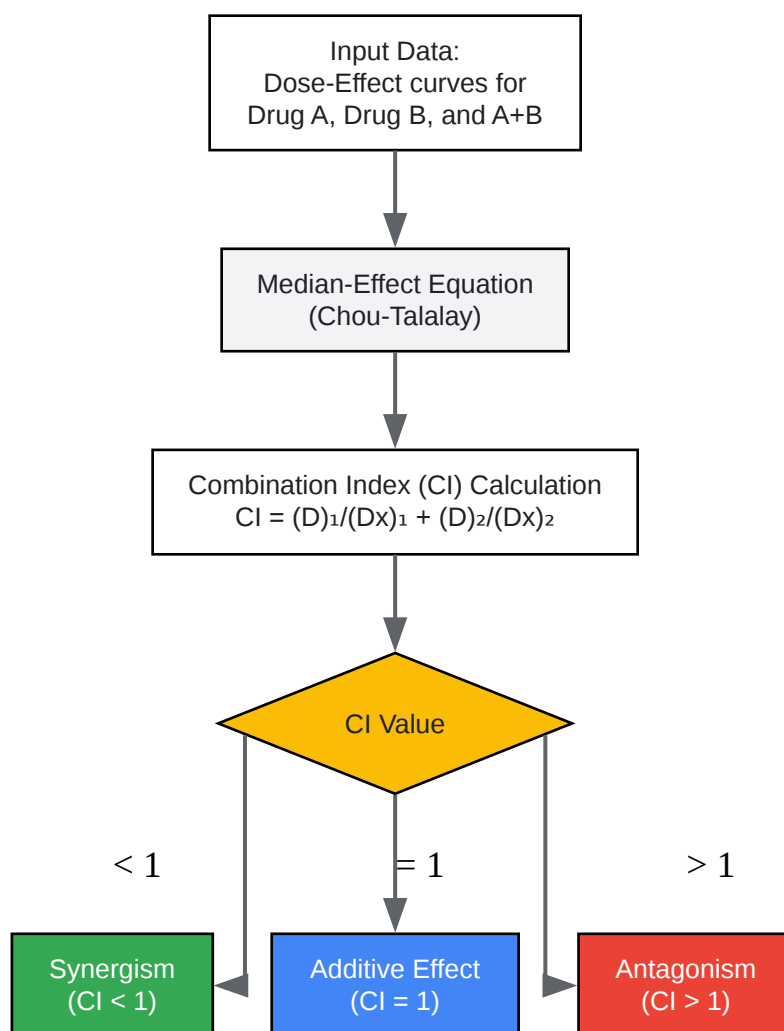 Input Data:
Dose-Effect curves for
Drug A, Drug B, and A+B
Median-Effect Equation
(Chou-Talalay)
Combination Index (CI) Calculation
CI = (D)₁/(Dx)₁ + (D)₂/(Dx)₂
CI Value
< 1
= 1
> 1
Synergism
(CI < 1)
Additive Effect
(CI = 1)
Antagonism
(CI > 1)